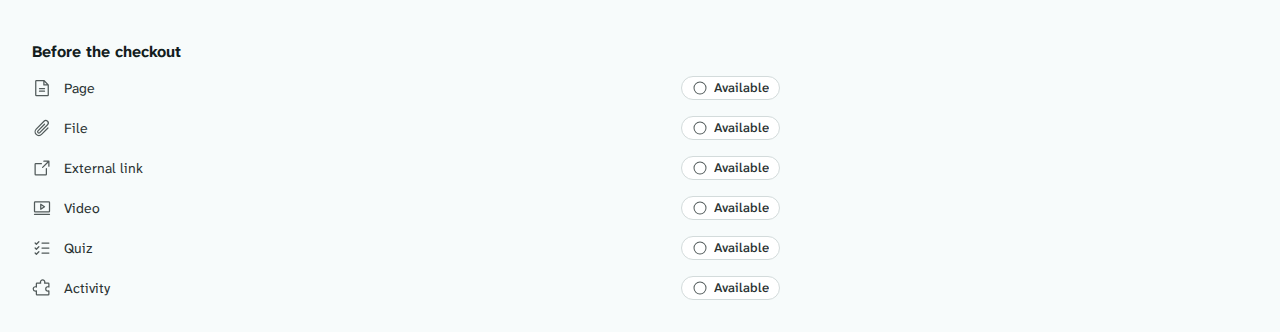 Before the checkout
Page Available
File Available
External link Available
Video Available
Quiz Available
Activity Available